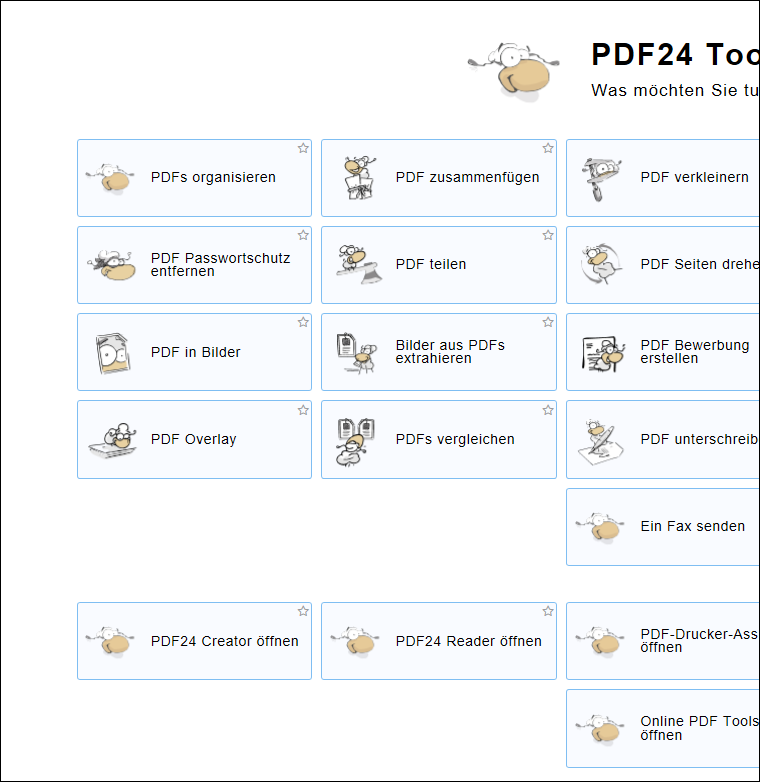 PDF24 Too
Was möchten Sie tu
PDFs organisieren
PDF zusammenfügen
PDF verkleinern
PDF Passwortschutz
entfernen
PDF teilen
PDF Seiten drehe
PDF in Bilder
Bilder aus PDFs
extrahieren
PDF Bewerbung
erstellen
PDF Overlay
PDFs vergleichen
PDF unterschreib
Ein Fax senden
PDF24 Creator öffnen
PDF24 Reader öffnen
PDF-Drucker-Ass
öffnen
Online PDF Tools
öffnen